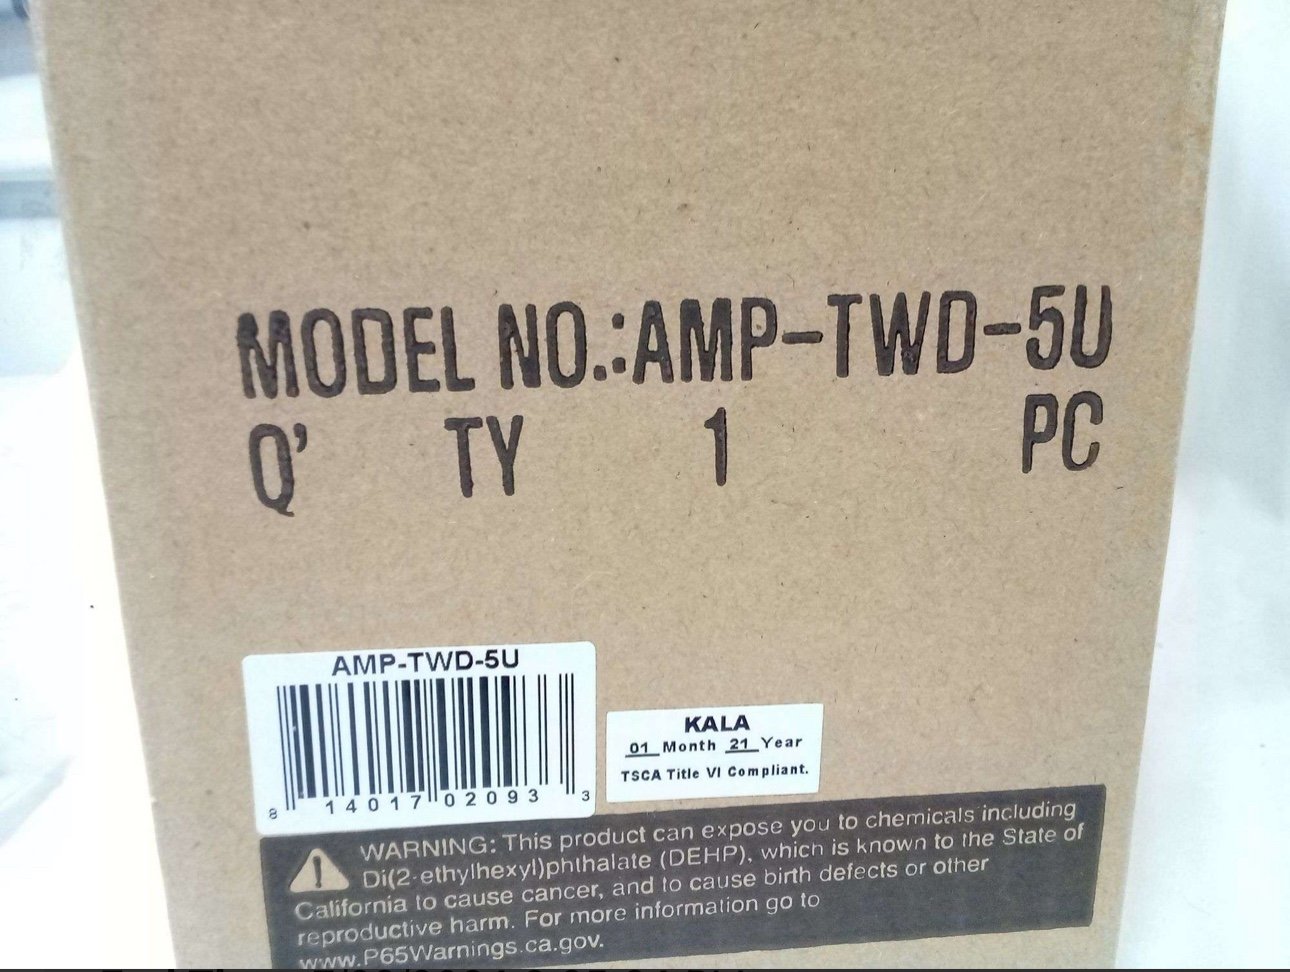 MODEL NO.:AMP-TWD-5U
Q' TY 1 PC
AMP-TWD-5U
8 14017 02093 3
KALA
01 Month 21 Year
TSCA Title VI Compliant.
WARNING: This product can expose you to chemicals including
Di(2-ethylhexyl)phthalate (DEHP), which is known to the State of
California to cause cancer, and to cause birth defects or other
reproductive harm. For more information go to
www.P65Warnings.ca.gov.